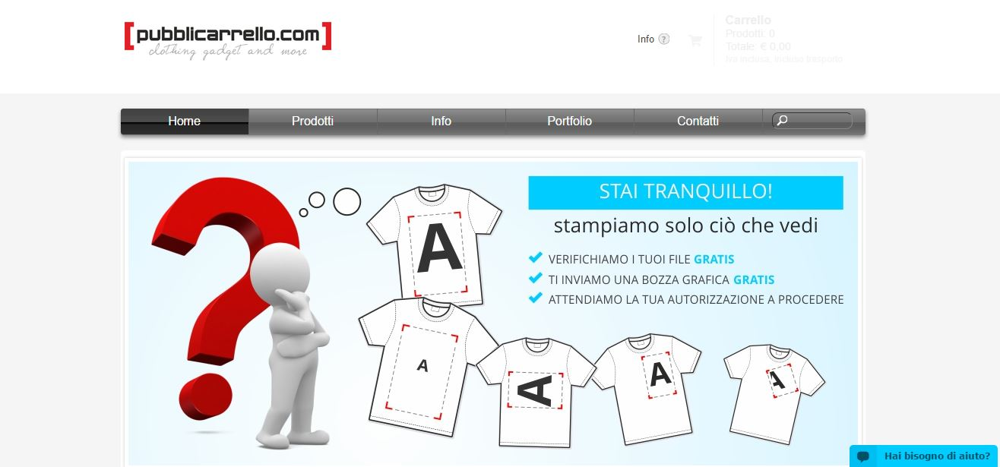 [pubblicarrello.com]
clothing gadget and more
Info ?
Carrello
Prodotti: 0
Totale: € 0,00
Iva inclusa, incluso trasporto
Home Prodotti Info Portfolio Contatti
STAI TRANQUILLO!
stampiamo solo ciò che vedi
VERIFICHIAMO I TUOI FILE GRATIS
TI INVIAMO UNA BOZZA GRAFICA GRATIS
ATTENDIAMO LA TUA AUTORIZZAZIONE A PROCEDERE
A
A
A
A
A
Hai bisogno di aiuto?